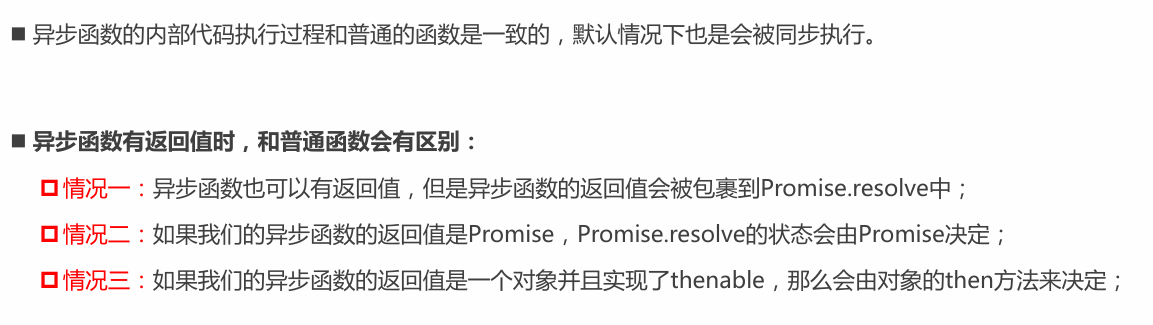 ■ 异步函数的内部代码执行过程和普通的函数是一致的，默认情况下也是会被同步执行。
■ 异步函数有返回值时，和普通函数会有区别：
情况一：异步函数也可以有返回值，但是异步函数的返回值会被包裹到Promise.resolve中；
情况二：如果我们的异步函数的返回值是Promise，Promise.resolve的状态会由Promise决定；
情况三：如果我们的异步函数的返回值是一个对象并且实现了thenable，那么会由对象的then方法来决定；